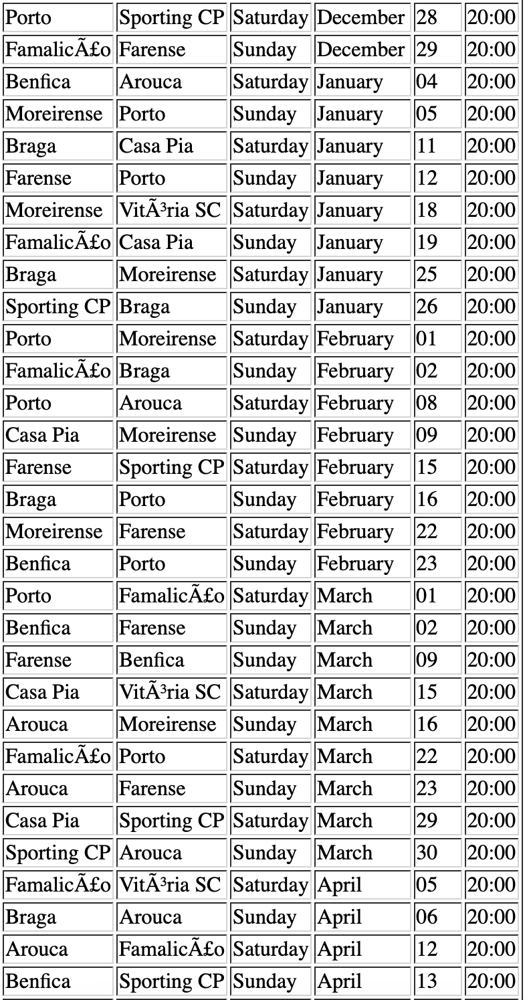 Porto Sporting CP Saturday December 28 20:00
FamalicÃ£o Farense Sunday December 29 20:00
Benfica Arouca Saturday January 04 20:00
Moreirense Porto Sunday January 05 20:00
Braga Casa Pia Saturday January 11 20:00
Farense Porto Sunday January 12 20:00
Moreirense VitÃ³ria SC Saturday January 18 20:00
FamalicÃ£o Casa Pia Sunday January 19 20:00
Braga Moreirense Saturday January 25 20:00
Sporting CP Braga Sunday January 26 20:00
Porto Moreirense Saturday February 01 20:00
FamalicÃ£o Braga Sunday February 02 20:00
Porto Arouca Saturday February 08 20:00
Casa Pia Moreirense Sunday February 09 20:00
Farense Sporting CP Saturday February 15 20:00
Braga Porto Sunday February 16 20:00
Moreirense Farense Saturday February 22 20:00
Benfica Porto Sunday February 23 20:00
Porto FamalicÃ£o Saturday March 01 20:00
Benfica Farense Sunday March 02 20:00
Farense Benfica Sunday March 09 20:00
Casa Pia VitÃ³ria SC Saturday March 15 20:00
Arouca Moreirense Sunday March 16 20:00
FamalicÃ£o Porto Saturday March 22 20:00
Arouca Farense Sunday March 23 20:00
Casa Pia Sporting CP Saturday March 29 20:00
Sporting CP Arouca Sunday March 30 20:00
FamalicÃ£o VitÃ³ria SC Saturday April 05 20:00
Braga Arouca Sunday April 06 20:00
Arouca FamalicÃ£o Saturday April 12 20:00
Benfica Sporting CP Sunday April 13 20:00